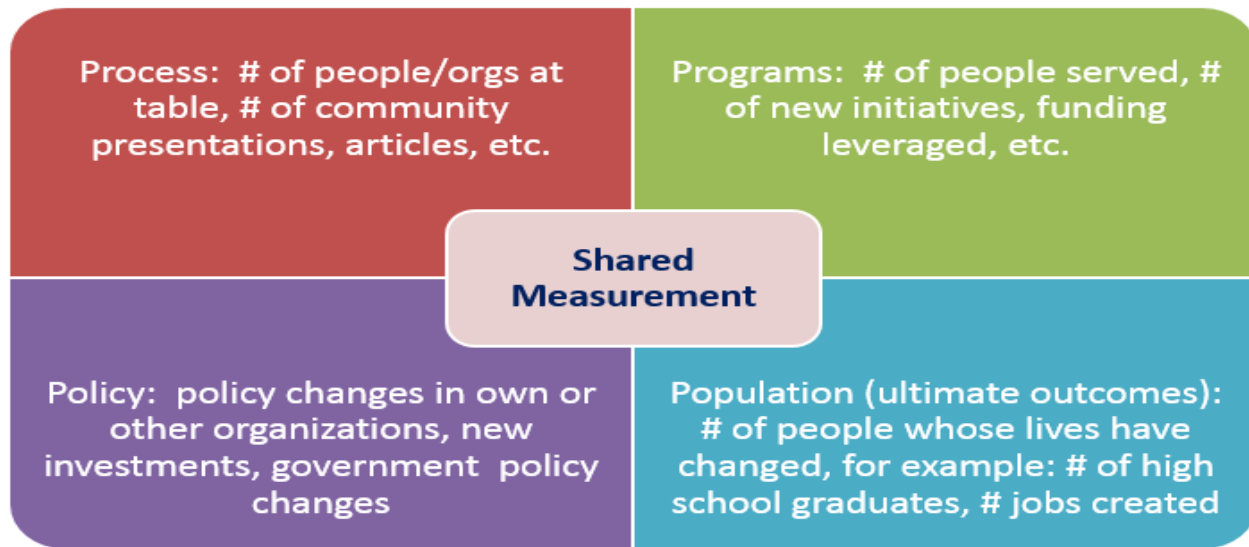 Process:  # of people/orgs at
table, # of community
presentations, articles, etc.
Programs:  # of people served, #
of new initiatives, funding
leveraged, etc.
Shared
Measurement
Policy:  policy changes in own or
other organizations, new
investments, government  policy
changes
Population (ultimate outcomes):
# of people whose lives have
changed, for example: # of high
school graduates, # jobs created